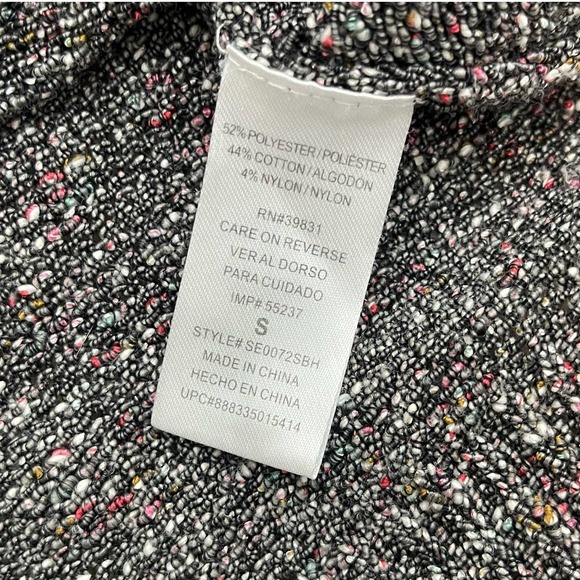 52% POLYESTER / POLIÉSTER
44% COTTON / ALGODON
4% NYLON / NYLON
RN#39831
CARE ON REVERSE
VER AL DORSO
PARA CUIDADO
IMP# 55237
S
STYLE# SE0072SBH
MADE IN CHINA
HECHO EN CHINA
UPC#888335015414